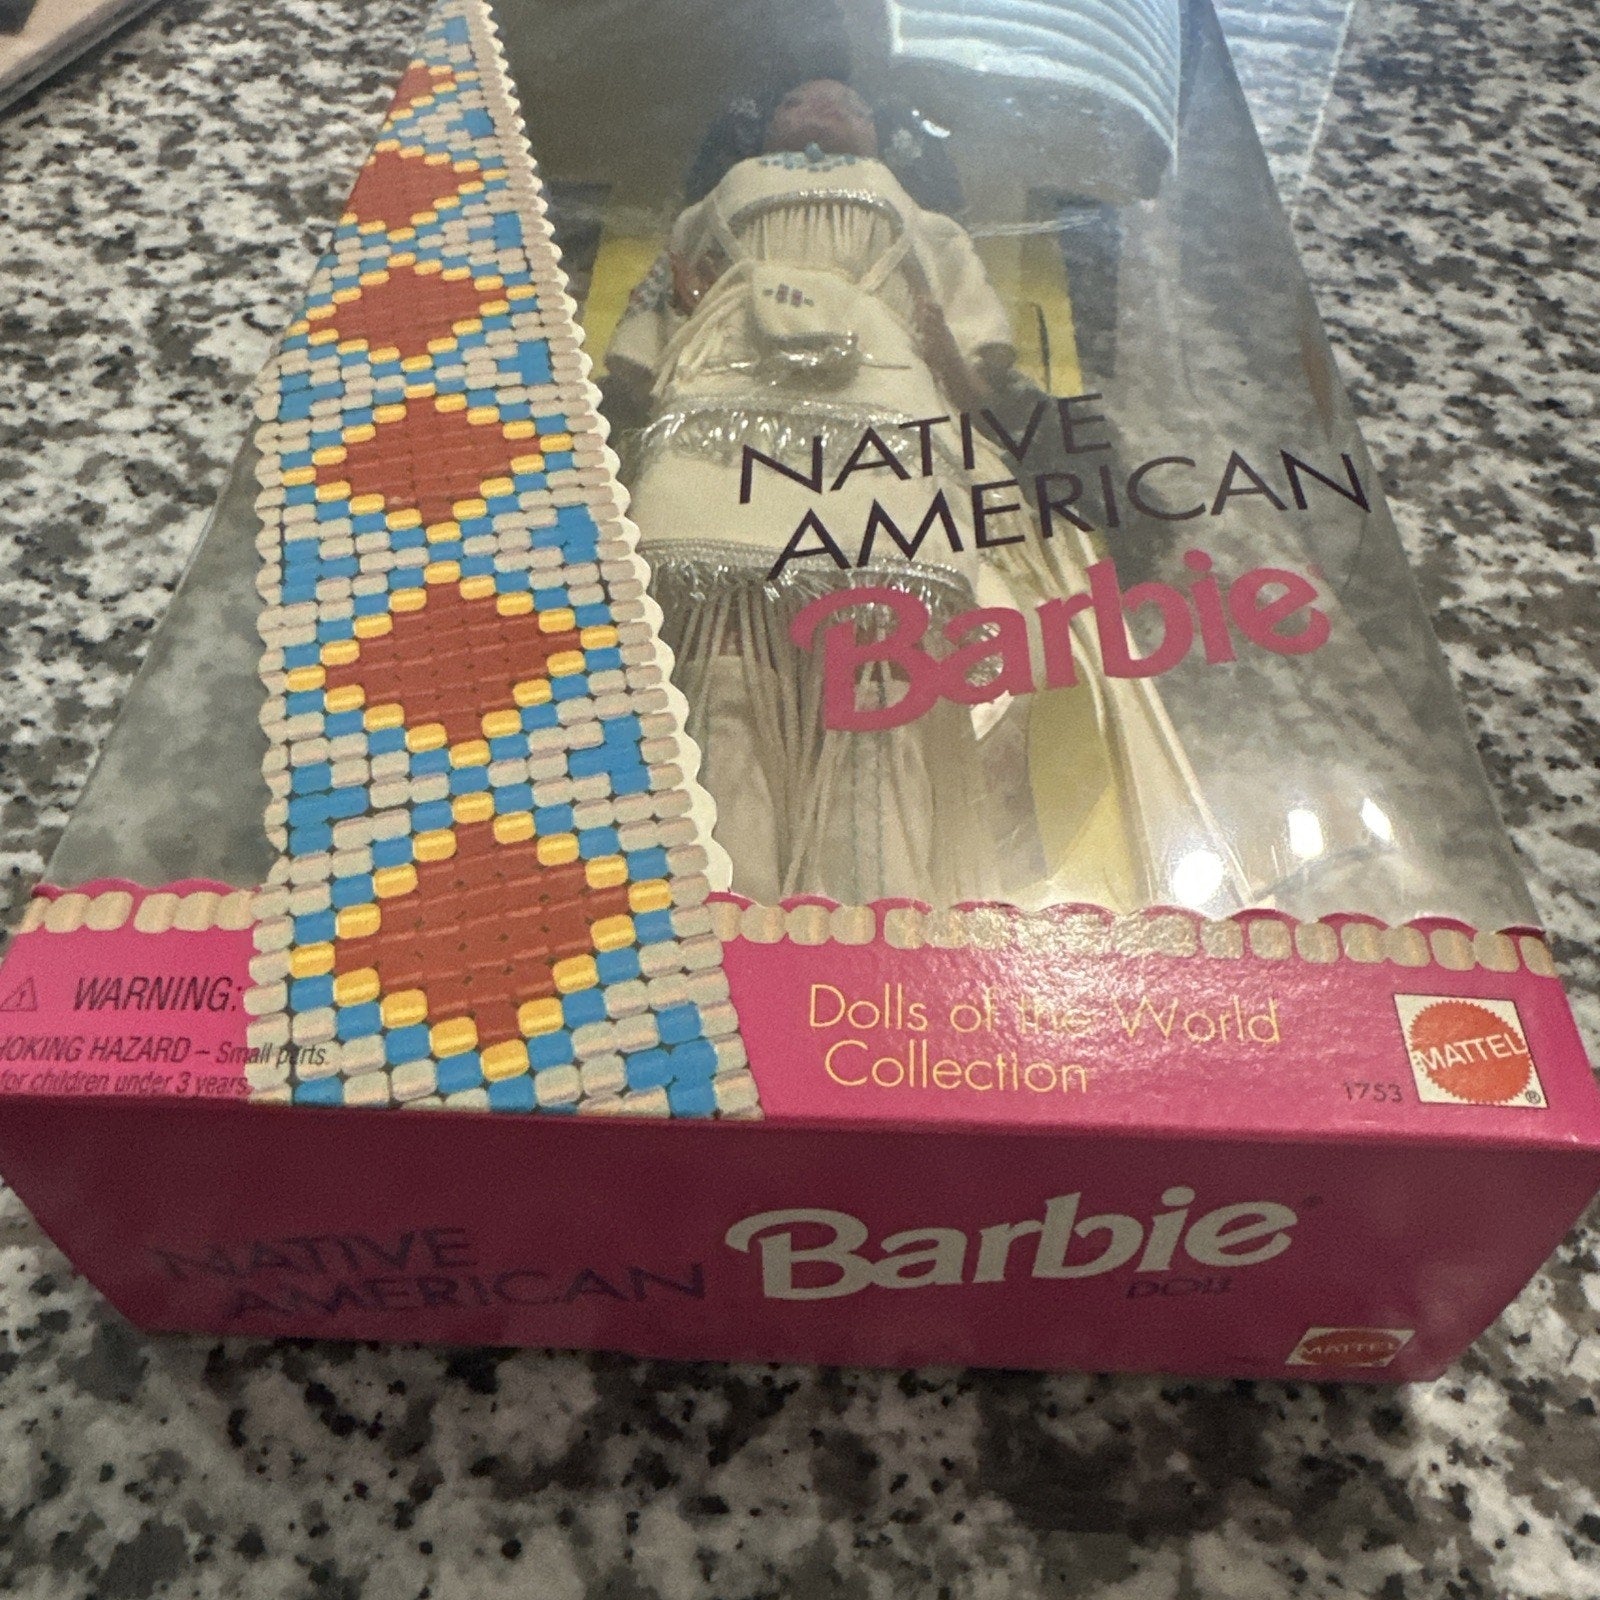 NATIVE
AMERICAN
Barbie
⚠ WARNING:
HOKING HAZARD – Small parts
for children under 3 years
Dolls of the World
Collection
1753
MATTEL
®
NATIVE
AMERICAN
Barbie
DOLL
MATTEL